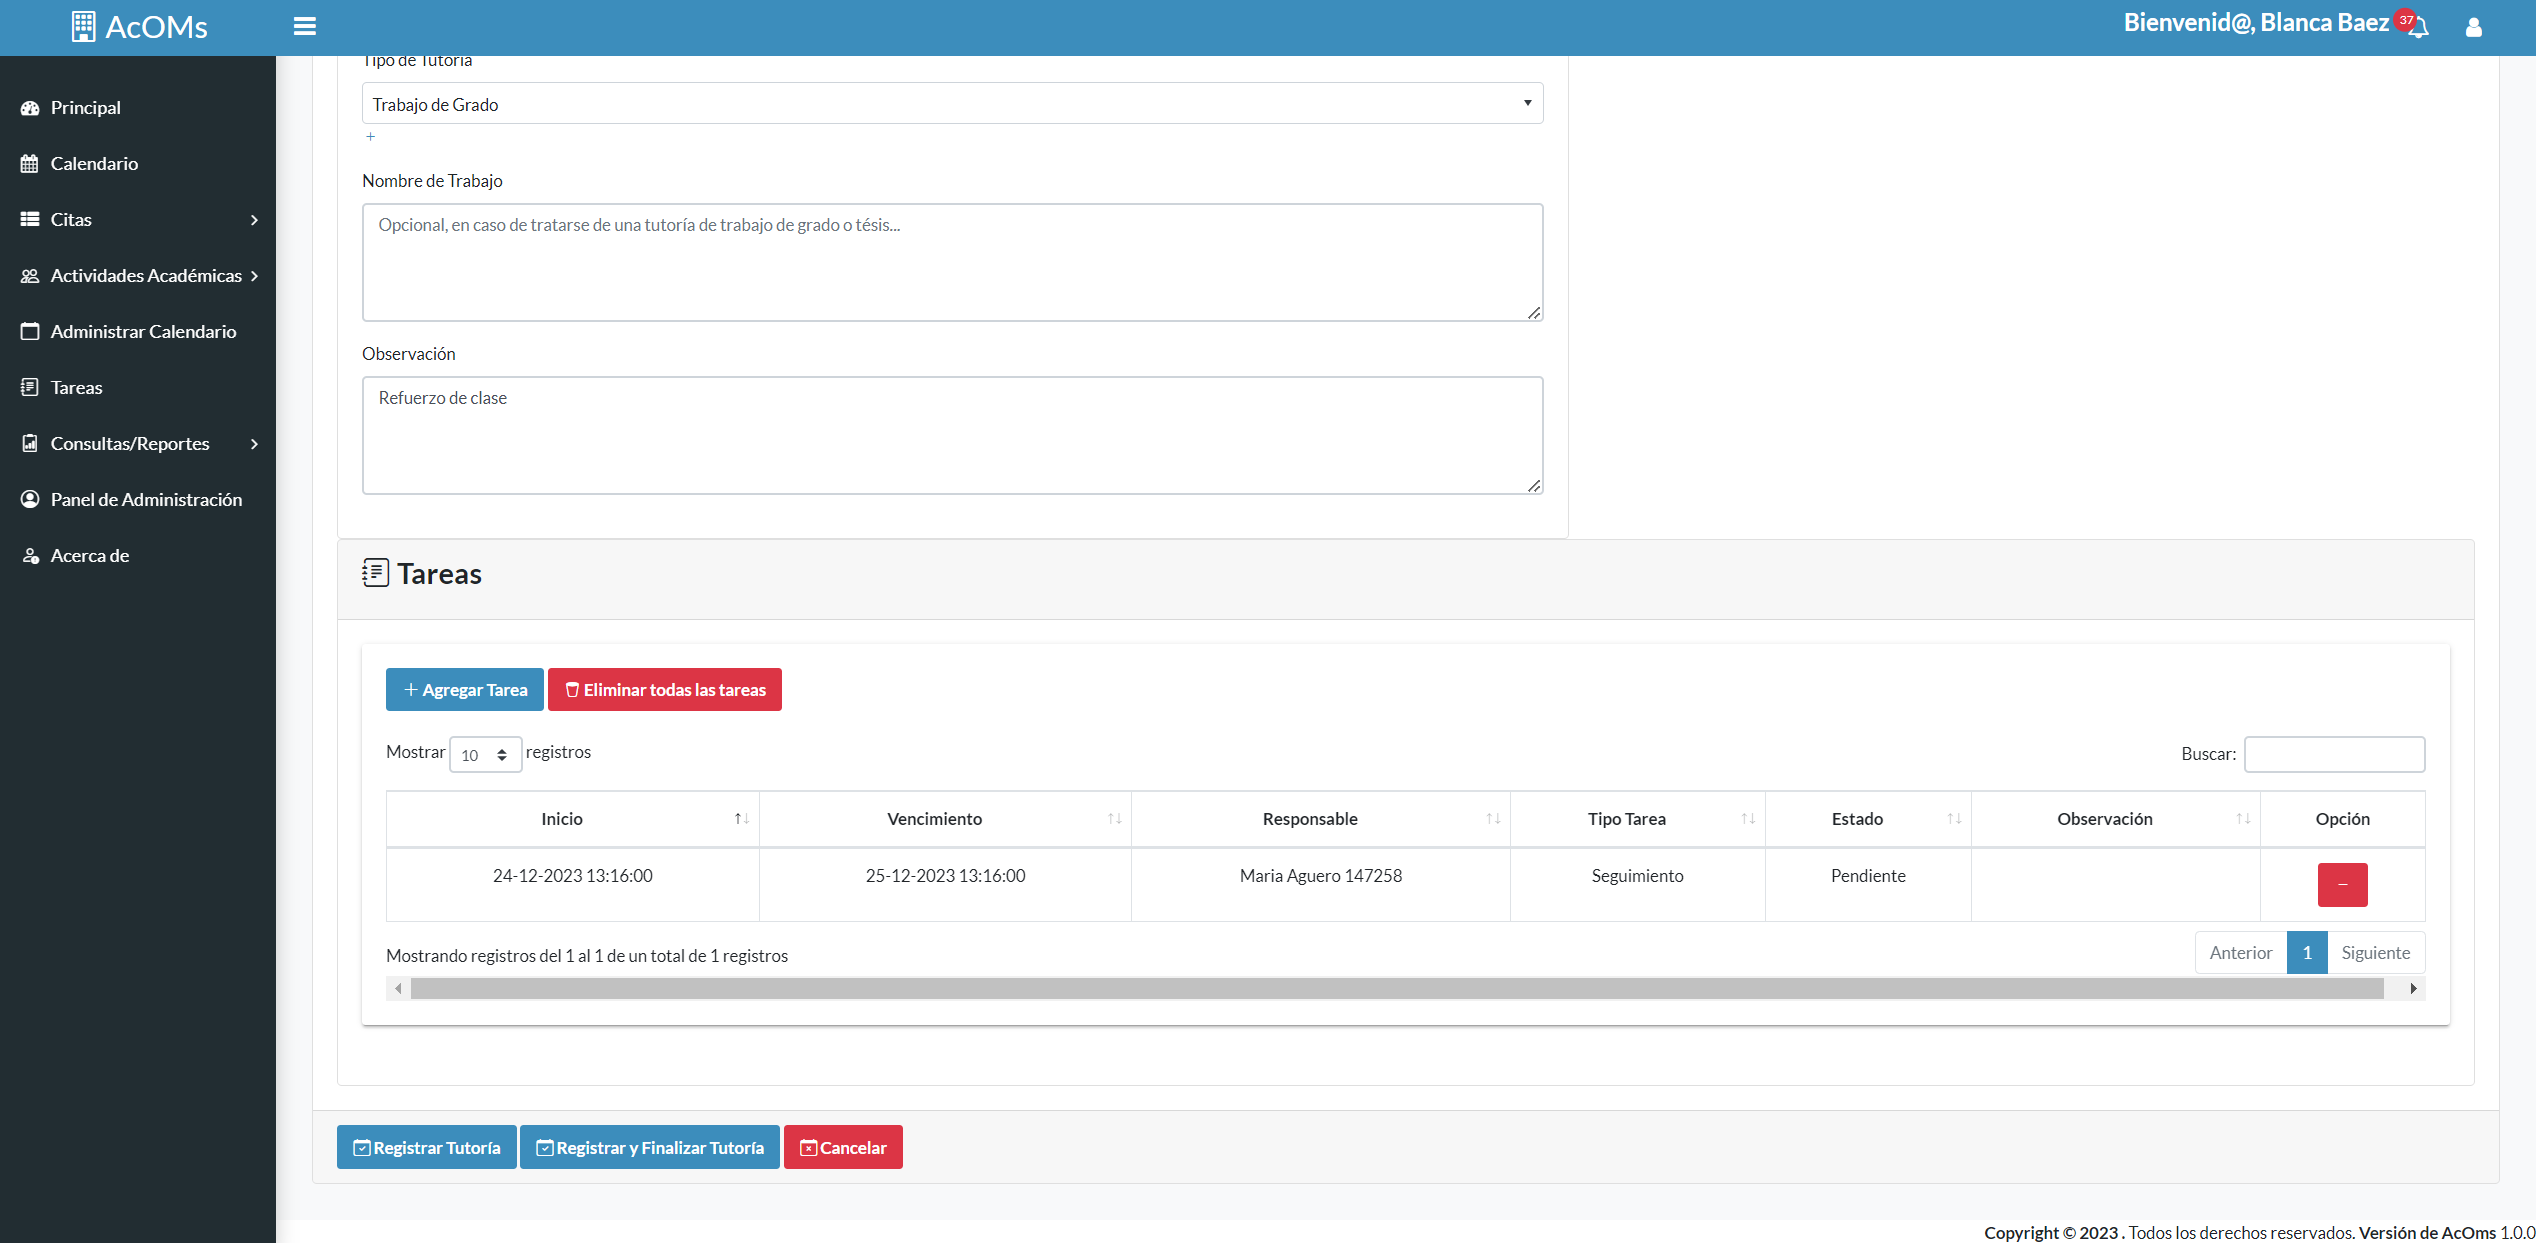 AcOMs
Bienvenid@, Blanca Baez 37
Principal
Calendario
Citas
Actividades Académicas
Administrar Calendario
Tareas
Consultas/Reportes
Panel de Administración
Acerca de
Tipo de Tutoría
Trabajo de Grado
+
Nombre de Trabajo
Opcional, en caso de tratarse de una tutoría de trabajo de grado o tésis...
Observación
Refuerzo de clase
Tareas
+ Agregar Tarea Eliminar todas las tareas
Mostrar 10 registros Buscar:
Inicio Vencimiento Responsable Tipo Tarea Estado Observación Opción
24-12-2023 13:16:00 25-12-2023 13:16:00 Maria Aguero 147258 Seguimiento Pendiente −
Mostrando registros del 1 al 1 de un total de 1 registros Anterior 1 Siguiente
Registrar Tutoría Registrar y Finalizar Tutoría Cancelar
Copyright © 2023 . Todos los derechos reservados. Versión de AcOms 1.0.0